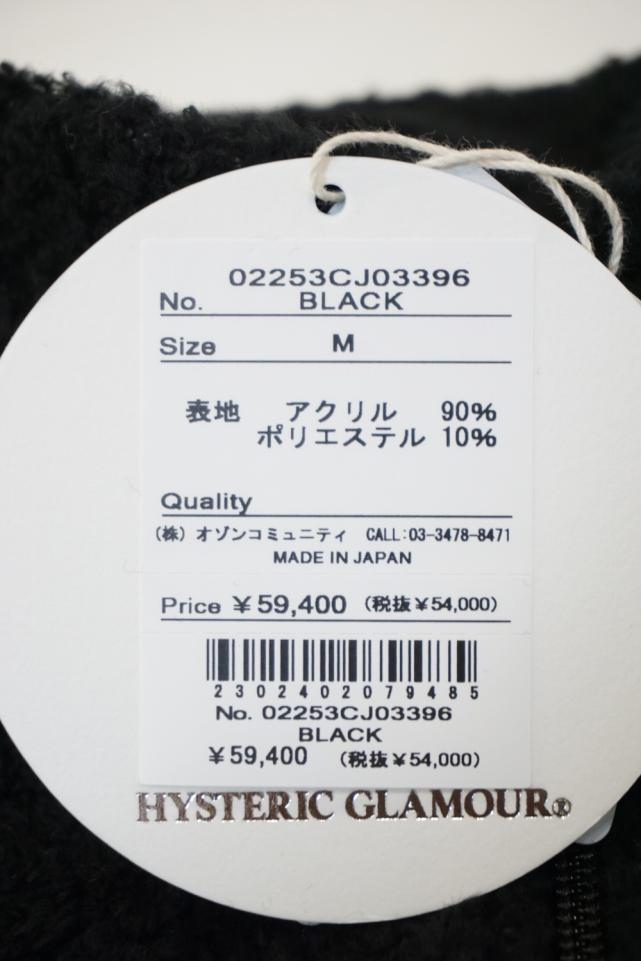 02253CJ03396
No. BLACK
Size M
表地 アクリル 90%
ポリエステル 10%
Quality
(株) オゾンコミュニティ CALL:03-3478-8471
MADE IN JAPAN
Price ¥59,400 (税抜¥54,000)
2302402079485
No. 02253CJ03396
BLACK
¥59,400 (税抜¥54,000)
HYSTERIC GLAMOUR®